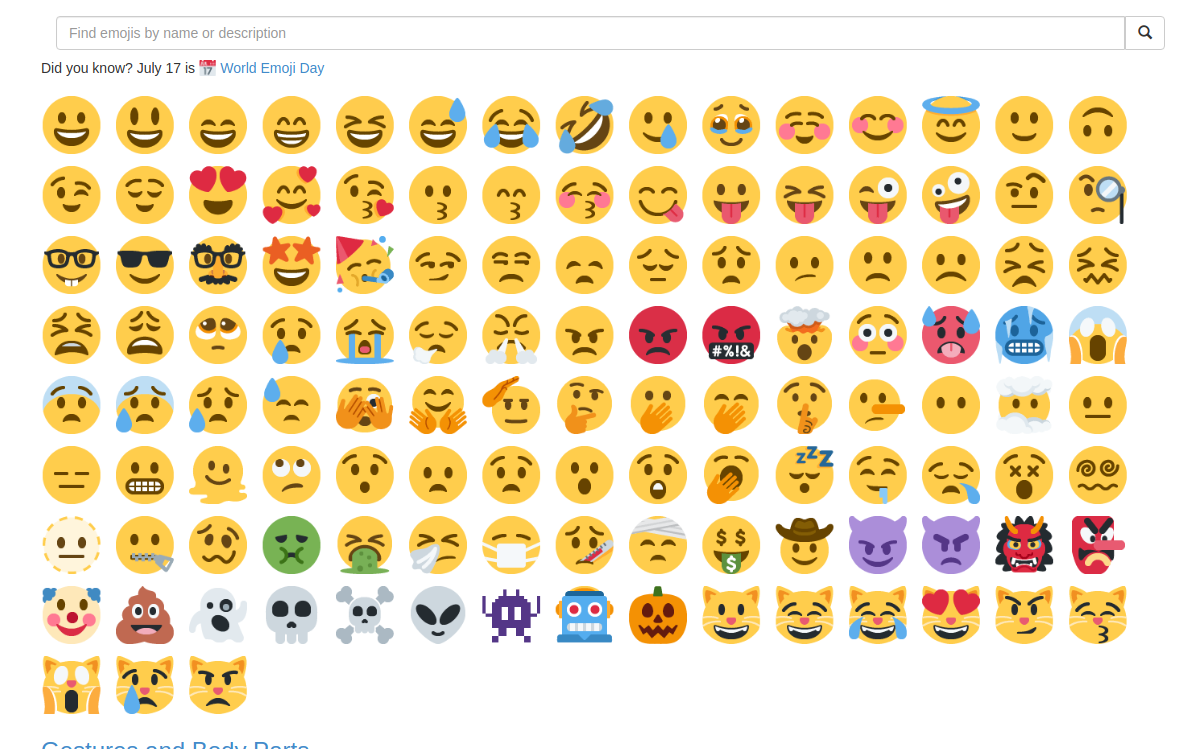 Find emojis by name or description
Did you know? July 17 is 📅 World Emoji Day
#%!&
zzZ
$ $
$
Gestures and Body Parts